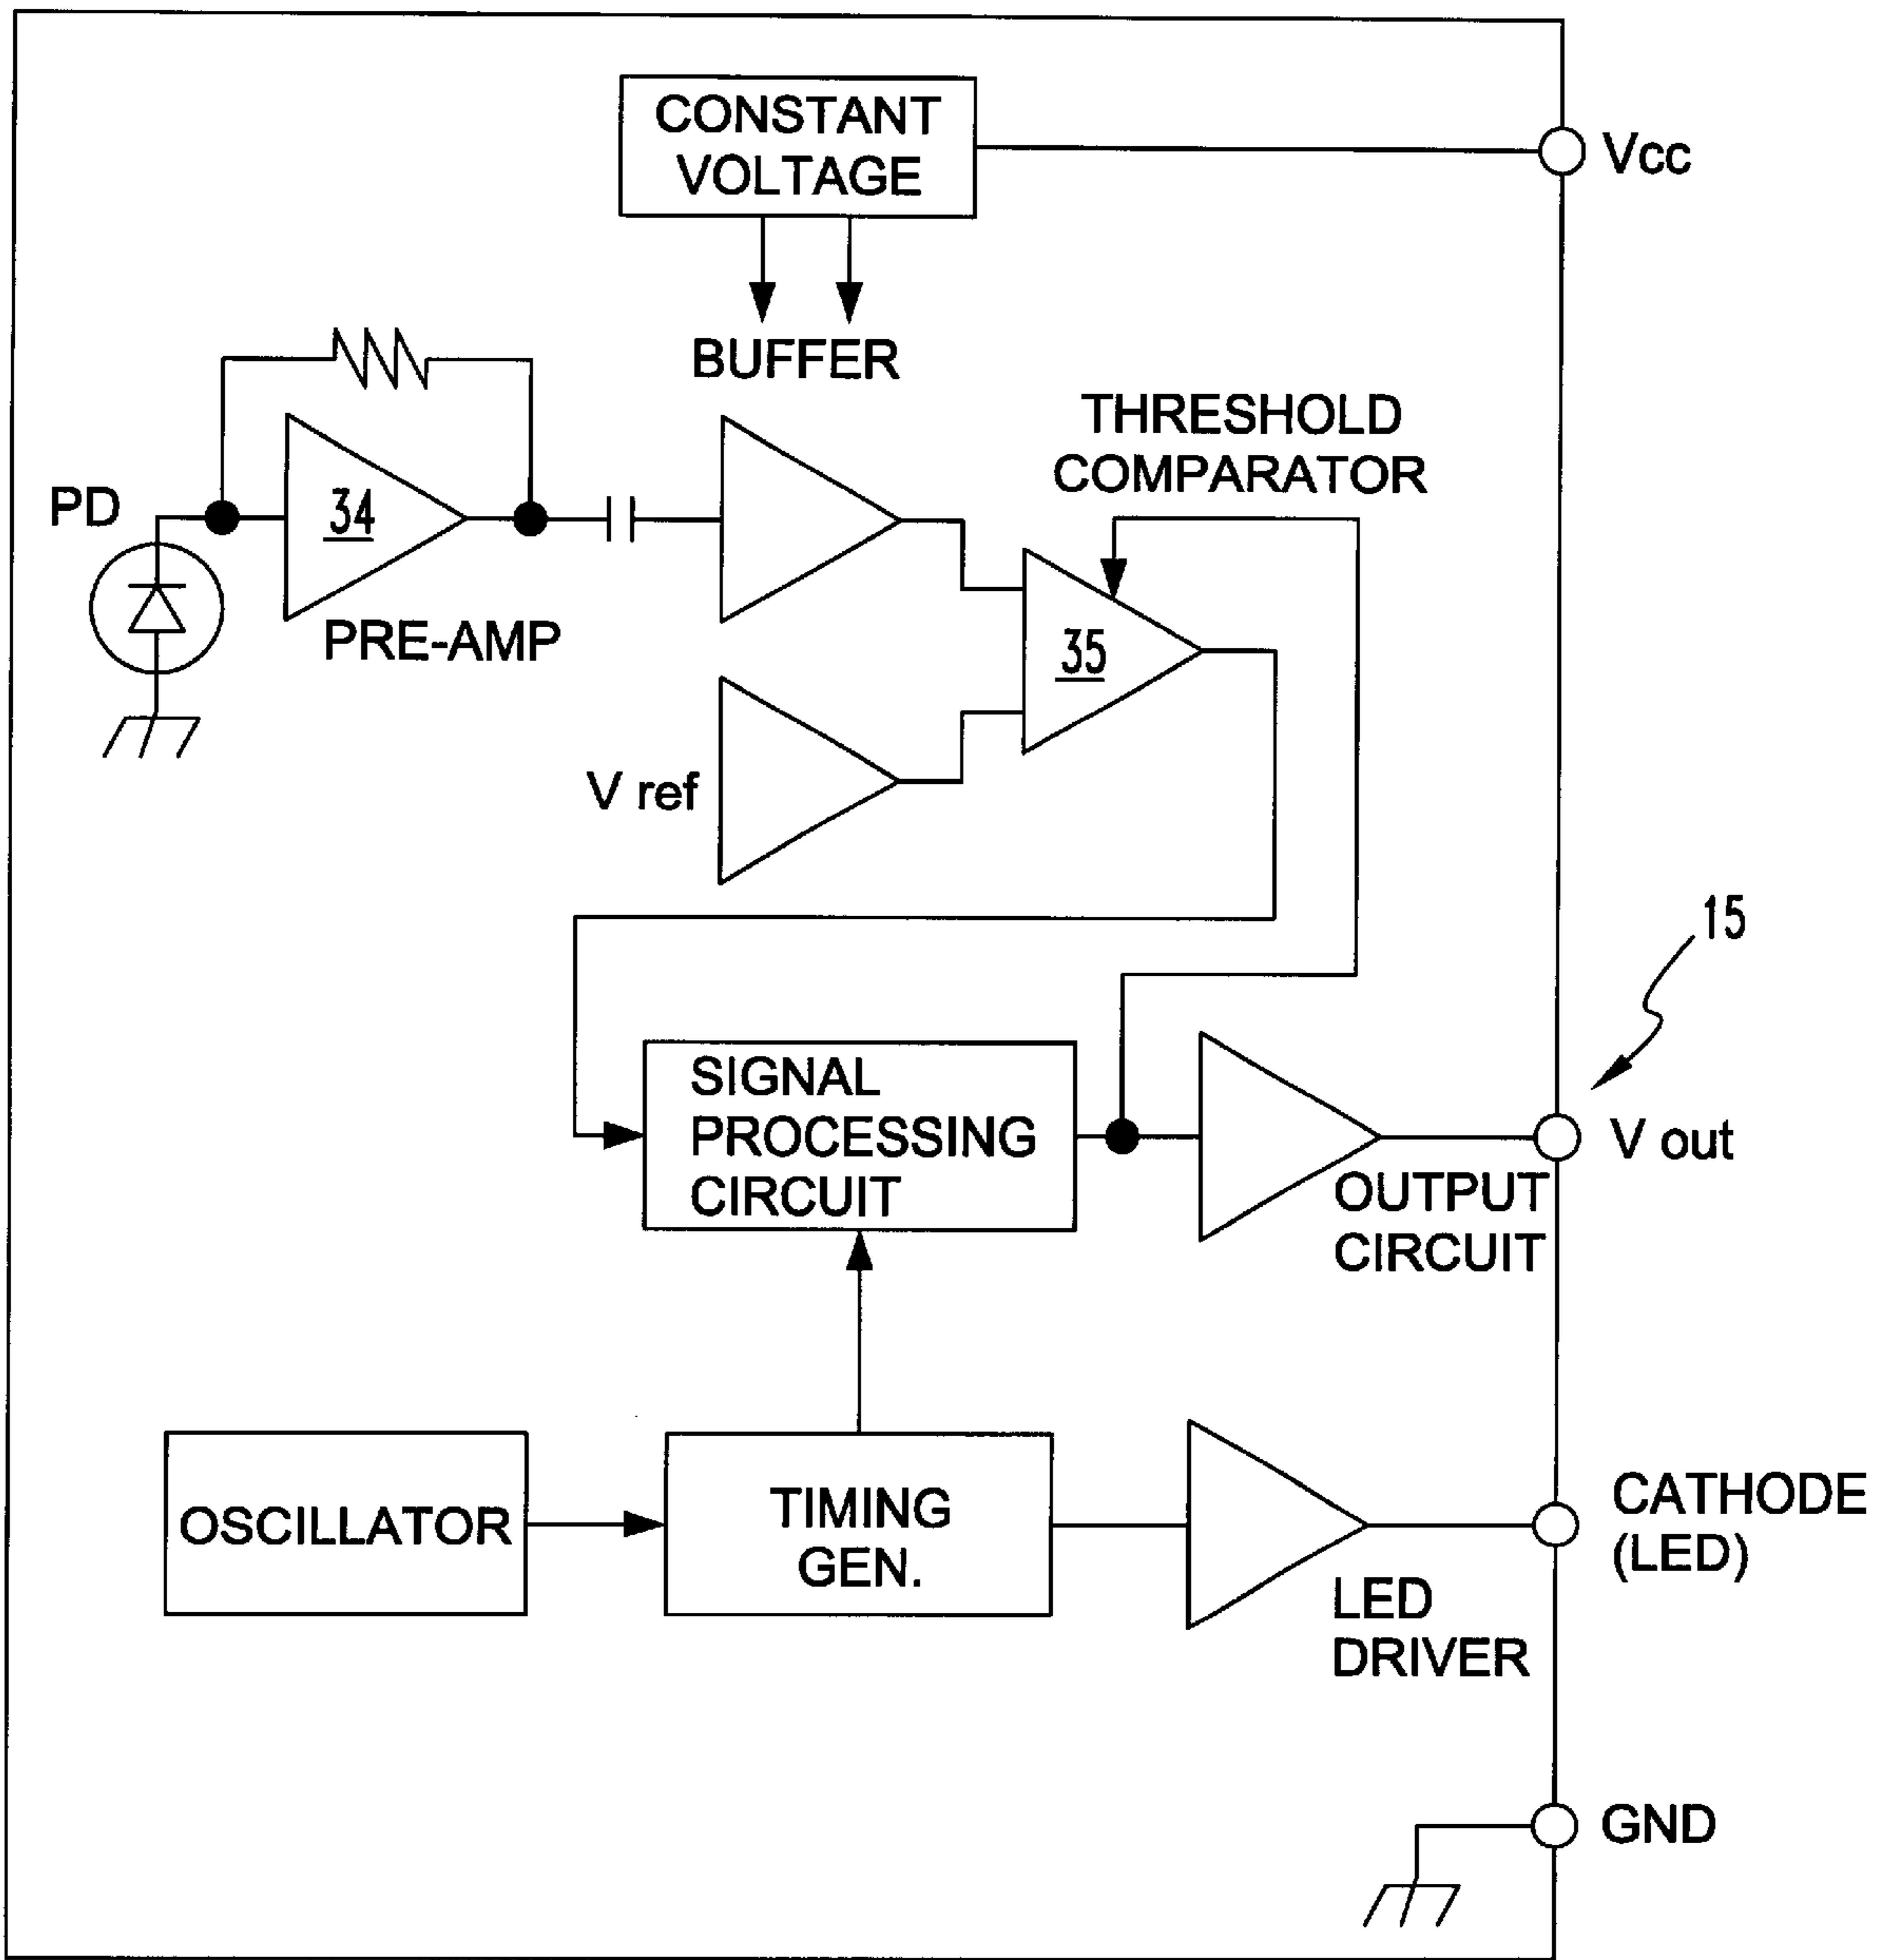 CONSTANT
VOLTAGE
Vcc
BUFFER
THRESHOLD
COMPARATOR
PD
34
PRE-AMP
35
V ref
15
SIGNAL
PROCESSING
CIRCUIT
V out
OUTPUT
CIRCUIT
OSCILLATOR
TIMING
GEN.
CATHODE
(LED)
LED
DRIVER
GND